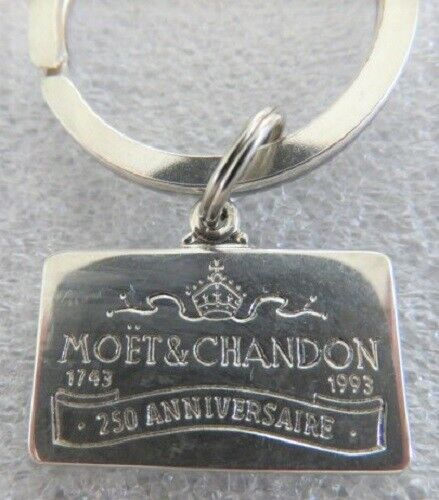 MOËT & CHANDON
1743 1993
· 250 ANNIVERSAIRE ·